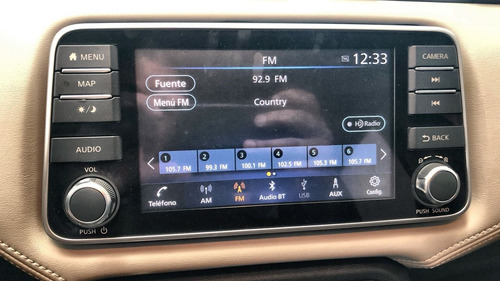 MENU
MAP
AUDIO
VOL
PUSH
FM
12:33
Fuente
92.9 FM
Menú FM
Country
HD Radio
1 2 3 4 5 6
105.7 FM 99.3 FM 100.1 FM 102.5 FM 105.3 FM 105.7 FM
Teléfono AM FM Audio BT USB AUX Config.
CAMERA
BACK
PUSH SOUND